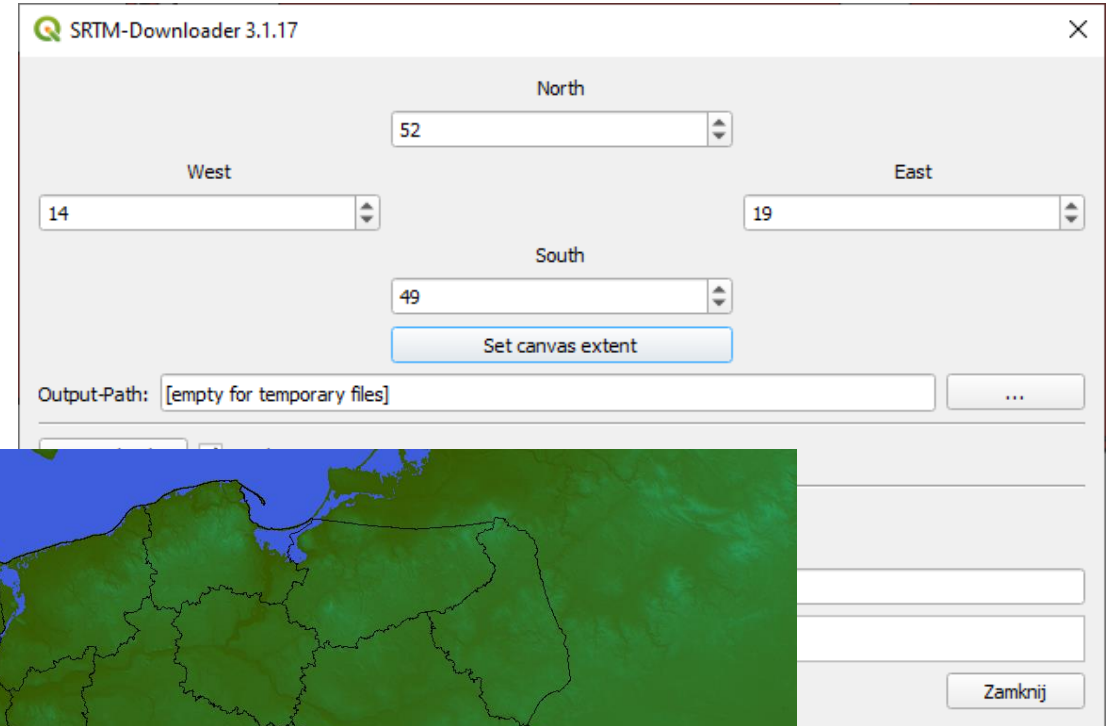 SRTM-Downloader 3.1.17
North
52
West
East
14
19
South
49
Set canvas extent
Output-Path:
[empty for temporary files]
...
Zamknij